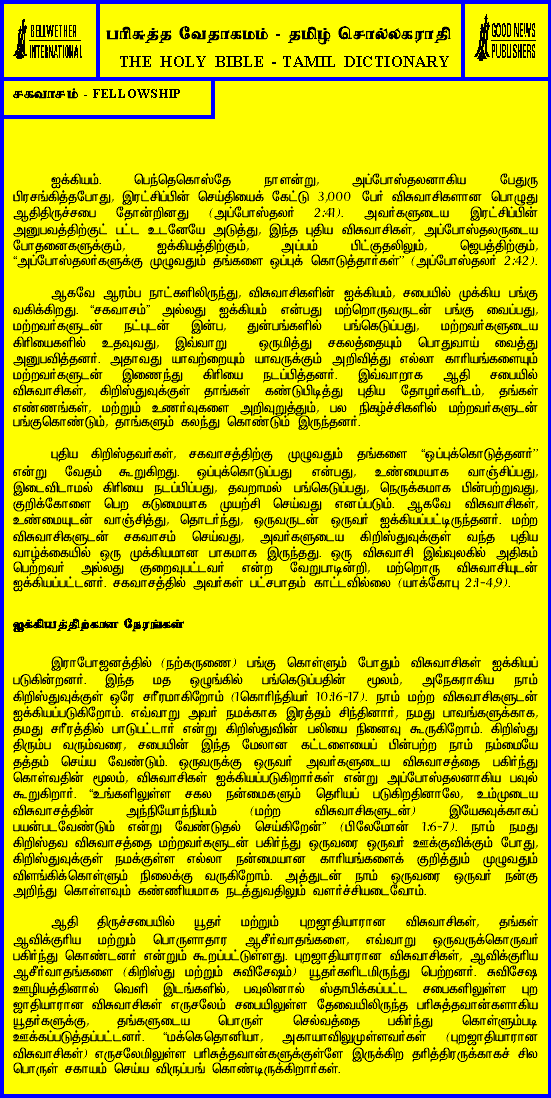 BELLWETHER
INTERNATIONAL
பரிசுத்த வேதாகமம் - தமிழ் சொல்லகராதி
THE HOLY BIBLE - TAMIL DICTIONARY
GOOD NEWS
PUBLISHERS
சகவாசம் - FELLOWSHIP
ஐக்கியம். பெந்தெகொஸ்தே நாளன்று, அப்போஸ்தலனாகிய பேதுரு
பிரசங்கித்தபோது, இரட்சிப்பின் செய்தியைக் கேட்டு 3,000 பேர் விசுவாசிகளான பொழுது
ஆதிதிருச்சபை தோன்றினது (அப்போஸ்தலர் 2:41). அவர்களுடைய இரட்சிப்பின்
அனுபவத்திற்குட் பட்ட உடனேயே அடுத்து, இந்த புதிய விசுவாசிகள், அப்போஸ்தலருடைய
போதனைகளுக்கும், ஐக்கியத்திற்கும், அப்பம் பிட்குதலிலும், ஜெபத்திற்கும்,
“அப்போஸ்தலர்களுக்கு முழுவதும் தங்களை ஒப்புக் கொடுத்தார்கள்” (அப்போஸ்தலர் 2:42).
ஆகவே ஆரம்ப நாட்களிலிருந்து, விசுவாசிகளின் ஐக்கியம், சபையில் முக்கிய பங்கு
வகிக்கிறது. “சகவாசம்” அல்லது ஐக்கியம் என்பது மற்றொருவருடன் பங்கு வைப்பது,
மற்றவர்களுடன் நட்புடன் இன்ப, துன்பங்களில் பங்கெடுப்பது, மற்றவர்களுடைய
கிரியைகளில் உதவுவது, இவ்வாறு ஒருமித்து சகலத்தையும் பொதுவாய் வைத்து
அனுபவித்தனர். அதாவது யாவற்றையும் யாவருக்கும் அறிவித்து எல்லா காரியங்களையும்
மற்றவர்களுடன் இணைந்து கிரியை நடப்பித்தனர். இவ்வாறாக ஆதி சபையில்
விசுவாசிகள், கிறிஸ்துவுக்குள் தாங்கள் கண்டுபிடித்து புதிய தோழர்களிடம், தங்கள்
எண்ணங்கள், மற்றும் உணர்வுகளை அறிவுறுத்தும், பல நிகழ்ச்சிகளில் மற்றவர்களுடன்
பங்குகொண்டும், தாங்களும் கலந்து கொண்டும் இருந்தனர்.
புதிய கிறிஸ்தவர்கள், சகவாசத்திற்கு முழுவதும் தங்களை “ஒப்புக்கொடுத்தனர்”
என்று வேதம் கூறுகிறது. ஒப்புக்கொடுப்பது என்பது, உண்மையாக வாஞ்சிப்பது,
இடைவிடாமல் கிரியை நடப்பிப்பது, தவறாமல் பங்கெடுப்பது, நெருக்கமாக பின்பற்றுவது,
குறிக்கோளை பெற கடுமையாக முயற்சி செய்வது எனப்படும். ஆகவே விசுவாசிகள்,
உண்மையுடன் வாஞ்சித்து, தொடர்ந்து, ஒருவருடன் ஒருவர் ஐக்கியப்பட்டிருந்தனர். மற்ற
விசுவாசிகளுடன் சகவாசம் செய்வது, அவர்களுடைய கிறிஸ்துவுக்குள் வந்த புதிய
வாழ்க்கையில் ஒரு முக்கியமான பாகமாக இருந்தது. ஒரு விசுவாசி இவ்வுலகில் அதிகம்
பெற்றவர் அல்லது குறைவுபட்டவர் என்ற வேறுபாடின்றி, மற்றொரு விசுவாசியுடன்
ஐக்கியப்பட்டனர். சகவாசத்தில் அவர்கள் பட்சபாதம் காட்டவில்லை (யாக்கோபு 2:1-4,9).
ஐக்கியத்திற்கான நேரங்கள்
இராபோஜனத்தில் (நற்கருணை) பங்கு கொள்ளும் போதும் விசுவாசிகள் ஐக்கியப்
படுகின்றனர். இந்த மத ஒழுங்கில் பங்கெடுப்பதின் மூலம், அநேகராகிய நாம்
கிறிஸ்துவுக்குள் ஒரே சரீரமாகிறோம் (1கொரிந்தியர் 10:16-17). நாம் மற்ற விசுவாசிகளுடன்
ஐக்கியப்படுகிறோம். எவ்வாறு அவர் நமக்காக இரத்தம் சிந்தினார், நமது பாவங்களுக்காக,
தமது சரீரத்தில் பாடுபட்டார் என்று கிறிஸ்துவின் பலியை நினைவு கூருகிறோம். கிறிஸ்து
திரும்ப வரும்வரை, சபையின் இந்த மேலான கட்டளையைப் பின்பற்ற நாம் நம்மையே
தத்தம் செய்ய வேண்டும். ஒருவருக்கு ஒருவர் அவர்களுடைய விசுவாசத்தை பகிர்ந்து
கொள்வதின் மூலம், விசுவாசிகள் ஐக்கியப்படுகிறார்கள் என்று அப்போஸ்தலனாகிய பவுல்
கூறுகிறார். “உங்களிலுள்ள சகல நன்மைகளும் தெரியப் படுகிறதினாலே, உம்முடைய
விசுவாசத்தின் அந்நியோந்நியம் (மற்ற விசுவாசிகளுடன்) இயேசுவுக்காகப்
பயன்படவேண்டும் என்று வேண்டுதல் செய்கிறேன்” (பிலேமோன் 1:6-7). நாம் நமது
கிறிஸ்தவ விசுவாசத்தை மற்றவர்களுடன் பகிர்ந்து ஒருவரை ஒருவர் ஊக்குவிக்கும் போது,
கிறிஸ்துவுக்குள் நமக்குள்ள எல்லா நன்மையான காரியங்களைக் குறித்தும் முழுவதும்
விளங்கிக்கொள்ளும் நிலைக்கு வருகிறோம். அத்துடன் நாம் ஒருவரை ஒருவர் நன்கு
அறிந்து கொள்ளவும் கண்ணியமாக நடத்துவதிலும் வளர்ச்சியடைவோம்.
ஆதி திருச்சபையில் யூதர் மற்றும் புறஜாதியாரான விசுவாசிகள், தங்கள்
ஆவிக்குரிய மற்றும் பொருளாதார ஆசீர்வாதங்களை, எவ்வாறு ஒருவருக்கொருவர்
பகிர்ந்து கொண்டனர் என்றும் கூறப்பட்டுள்ளது. புறஜாதியாரான விசுவாசிகள், ஆவிக்குரிய
ஆசீர்வாதங்களை (கிறிஸ்து மற்றும் சுவிசேஷம்) யூதர்களிடமிருந்து பெற்றனர். சுவிசேஷ
ஊழியத்தினால் வெளி இடங்களில், பவுலினால் ஸ்தாபிக்கப்பட்ட சபைகளிலுள்ள புற
ஜாதியாரான விசுவாசிகள் எருசலேம் சபையிலுள்ள தேவையிலிருந்த பரிசுத்தவான்களாகிய
யூதர்களுக்கு, தங்களுடைய பொருள் செல்வத்தை பகிர்ந்து கொள்ளும்படி
ஊக்கப்படுத்தப்பட்டனர். “மக்கெதொனியா, அகாயாவிலுமுள்ளவர்கள் (புறஜாதியாரான
விசுவாசிகள்) எருசலேமிலுள்ள பரிசுத்தவான்களுக்குள்ளே இருக்கிற தரித்திரருக்காகச் சில
பொருள் சகாயம் செய்ய விருப்பங் கொண்டிருக்கிறார்கள்.